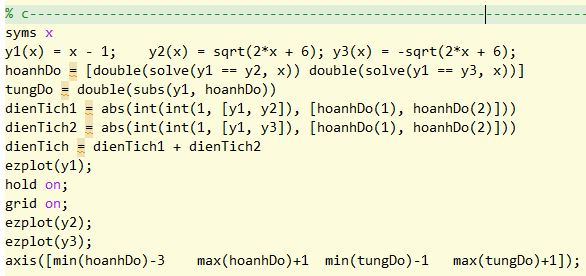 % c------------------------------------------------------------------------
syms x
y1(x) = x - 1;    y2(x) = sqrt(2*x + 6); y3(x) = -sqrt(2*x + 6);
hoanhDo = [double(solve(y1 == y2, x)) double(solve(y1 == y3, x))]
tungDo = double(subs(y1, hoanhDo))
dienTich1 = abs(int(int(1, [y1, y2]), [hoanhDo(1), hoanhDo(2)]))
dienTich2 = abs(int(int(1, [y1, y3]), [hoanhDo(1), hoanhDo(2)]))
dienTich = dienTich1 + dienTich2
ezplot(y1);
hold on;
grid on;
ezplot(y2);
ezplot(y3);
axis([min(hoanhDo)-3    max(hoanhDo)+1  min(tungDo)-1   max(tungDo)+1]);